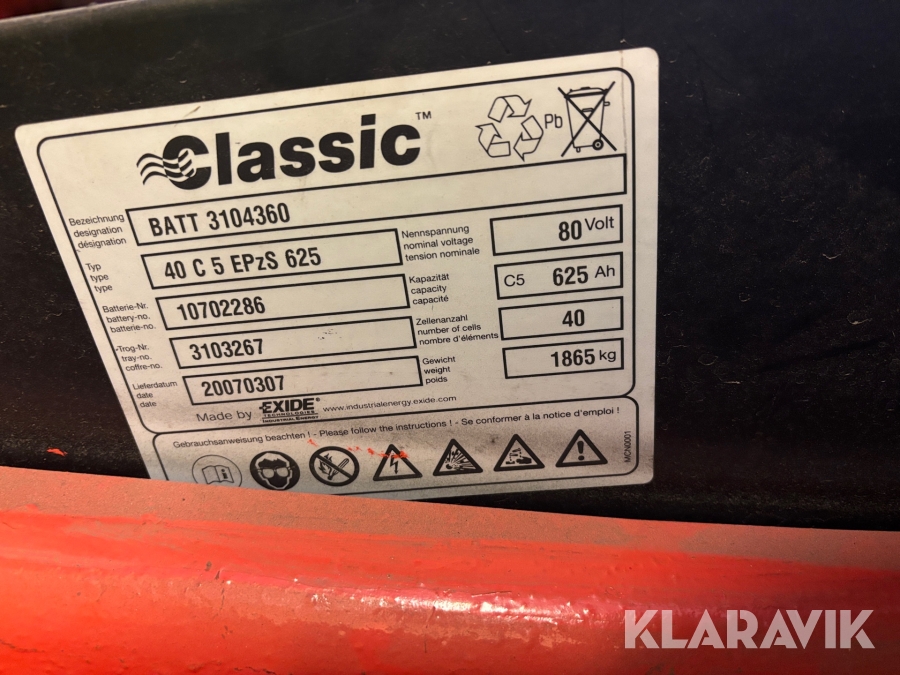 Classic™
Pb
Bezeichnung
designation
désignation
BATT 3104360
Typ
type
type
40 C 5 EPzS 625
Nennspannung
nominal voltage
tension nominale
80 Volt
Batterie-Nr.
battery-no.
batterie-no.
10702286
Kapazität
capacity
capacité
C5 625 Ah
Trog-Nr.
tray-no.
coffre-no.
3103267
Zellenanzahl
number of cells
nombre d'éléments
40
Lieferdatum
date
date
20070307
Gewicht
weight
poids
1865 kg
Made by EXIDE® www.industrialenergy.exide.com
TECHNOLOGIES
INDUSTRIAL ENERGY
Gebrauchsanweisung beachten ! - Please follow the instructions ! - Se conformer à la notice d'emploi !
MCN0001
KLARAVIK